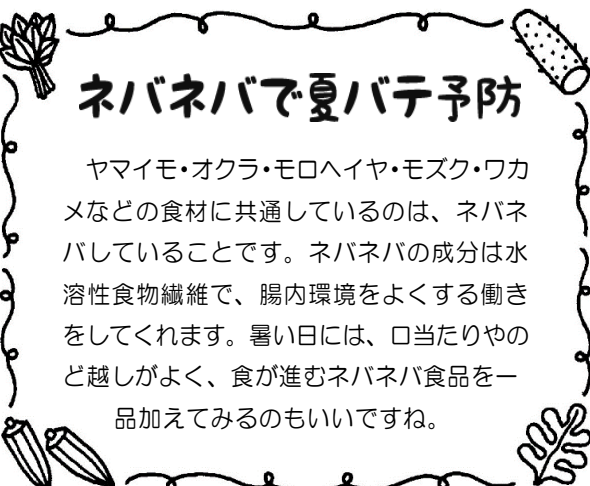 ネバネバで夏バテ予防
ヤマイモ・オクラ・モロヘイヤ・モズク・ワカ
メなどの食材に共通しているのは、ネバネ
バしていることです。ネバネバの成分は水
溶性食物繊維で、腸内環境をよくする働き
をしてくれます。暑い日には、口当たりやの
ど越しがよく、食が進むネバネバ食品を一
品加えてみるのもいいですね。